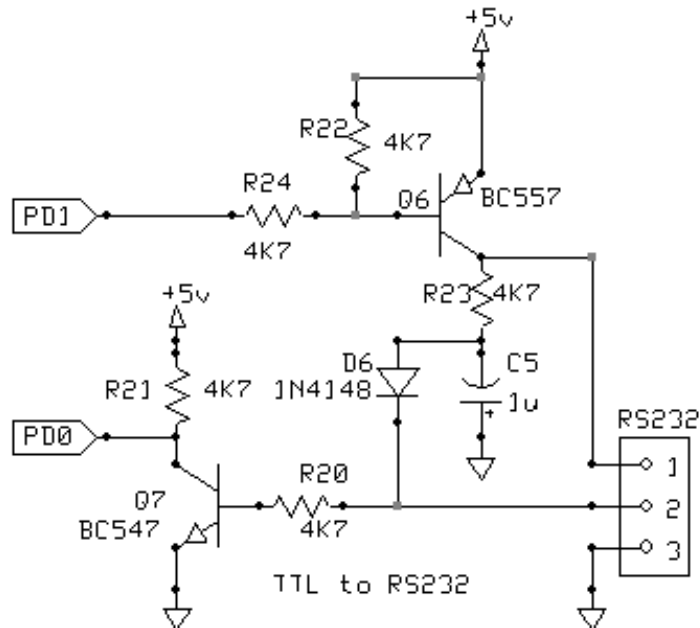 +5v
R22
4K7
R24
Q6
BC557
PD1
4K7
R23 4K7
+5v
D6
C5
R21
4K7
1N4148
1u
+
RS232
PD0
1
R20
Q7
2
BC547
4K7
3
TTL to RS232